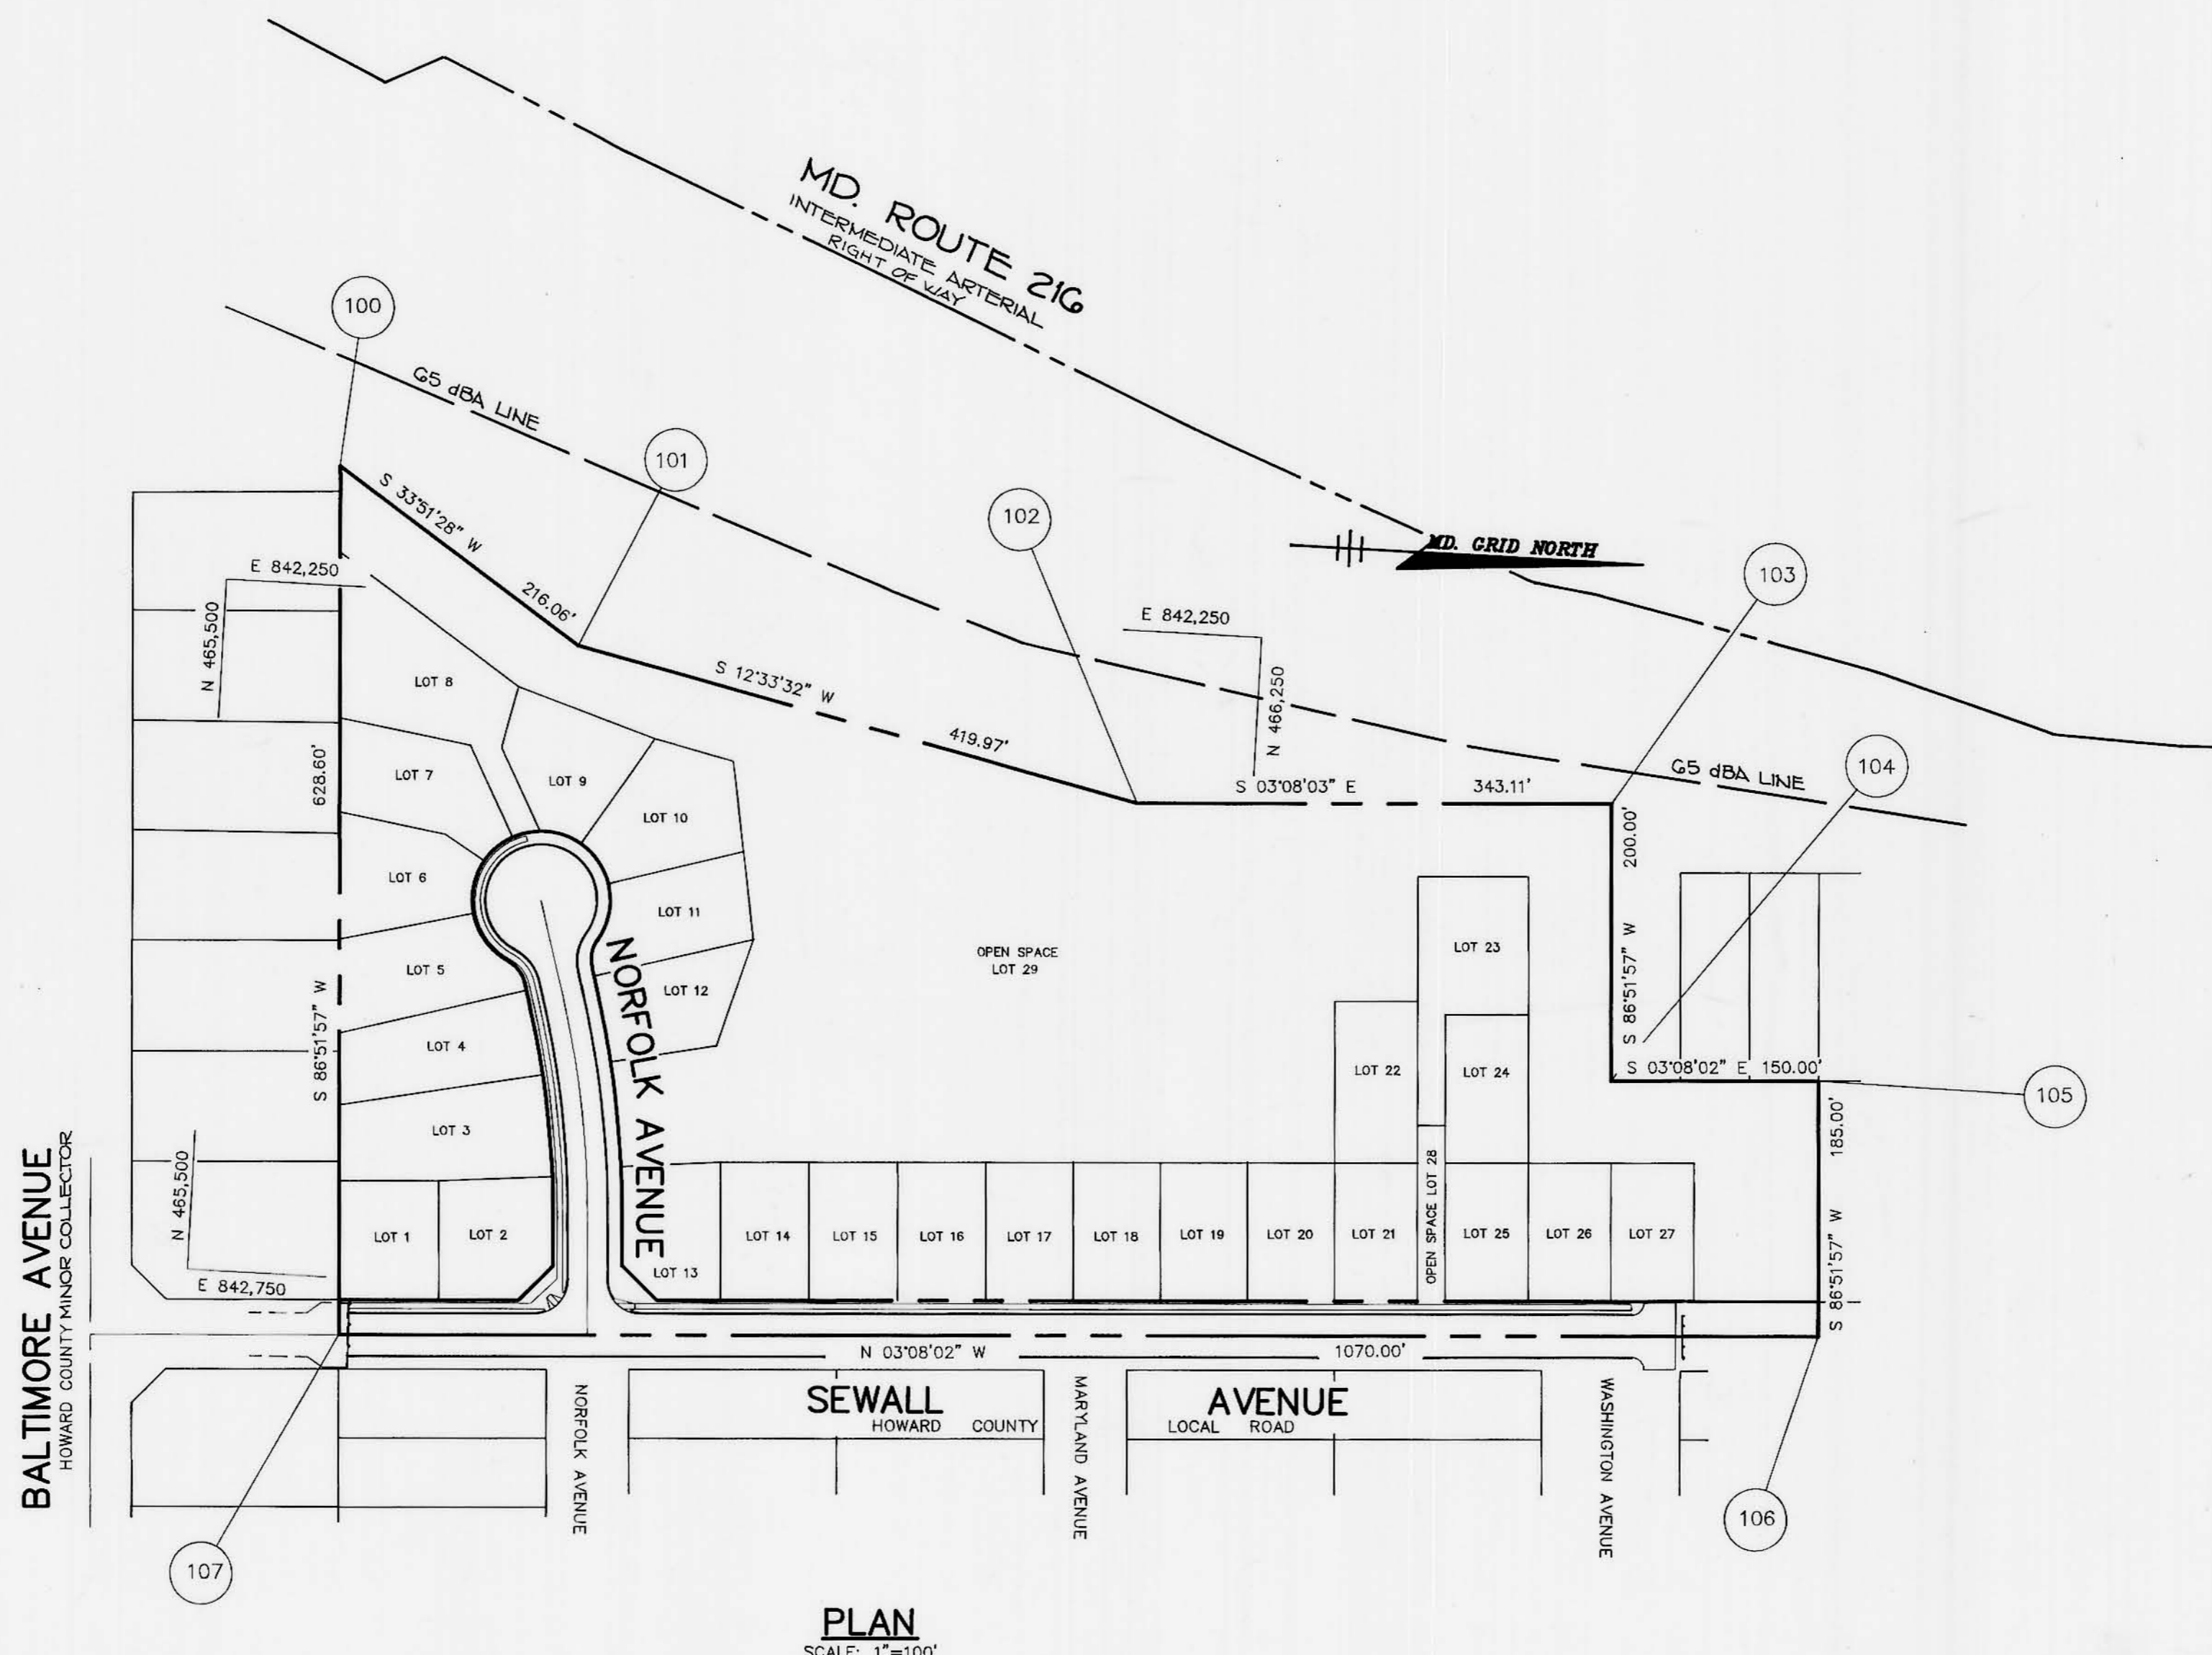 MD. ROUTE 216
INTERMEDIATE ARTERIAL
RIGHT OF WAY
100
65 dBA LINE
101
S 33°51'28" W
216.06'
102
MD. GRID NORTH
103
E 842,250
N 465,500
E 842,250
N 466,250
S 12°33'32" W
419.97'
S 03°08'03" E
343.11'
65 dBA LINE
104
200.00'
S 86°51'57" W
S 03°08'02" E 150.00'
105
185.00'
S 86°51'57" W
628.60'
S 86°51'57" W
LOT 8
LOT 7
LOT 9
LOT 10
LOT 6
LOT 11
LOT 5
LOT 12
LOT 4
LOT 3
NORFOLK AVENUE
OPEN SPACE
LOT 29
LOT 23
LOT 22
LOT 24
LOT 1
LOT 2
LOT 13
LOT 14
LOT 15
LOT 16
LOT 17
LOT 18
LOT 19
LOT 20
LOT 21
OPEN SPACE LOT 28
LOT 25
LOT 26
LOT 27
BALTIMORE AVENUE
HOWARD COUNTY MINOR COLLECTOR
N 465,500
E 842,750
N 03°08'02" W
1070.00'
SEWALL AVENUE
HOWARD COUNTY LOCAL ROAD
NORFOLK AVENUE
MARYLAND AVENUE
WASHINGTON AVENUE
106
107
PLAN
SCALE: 1"=100'